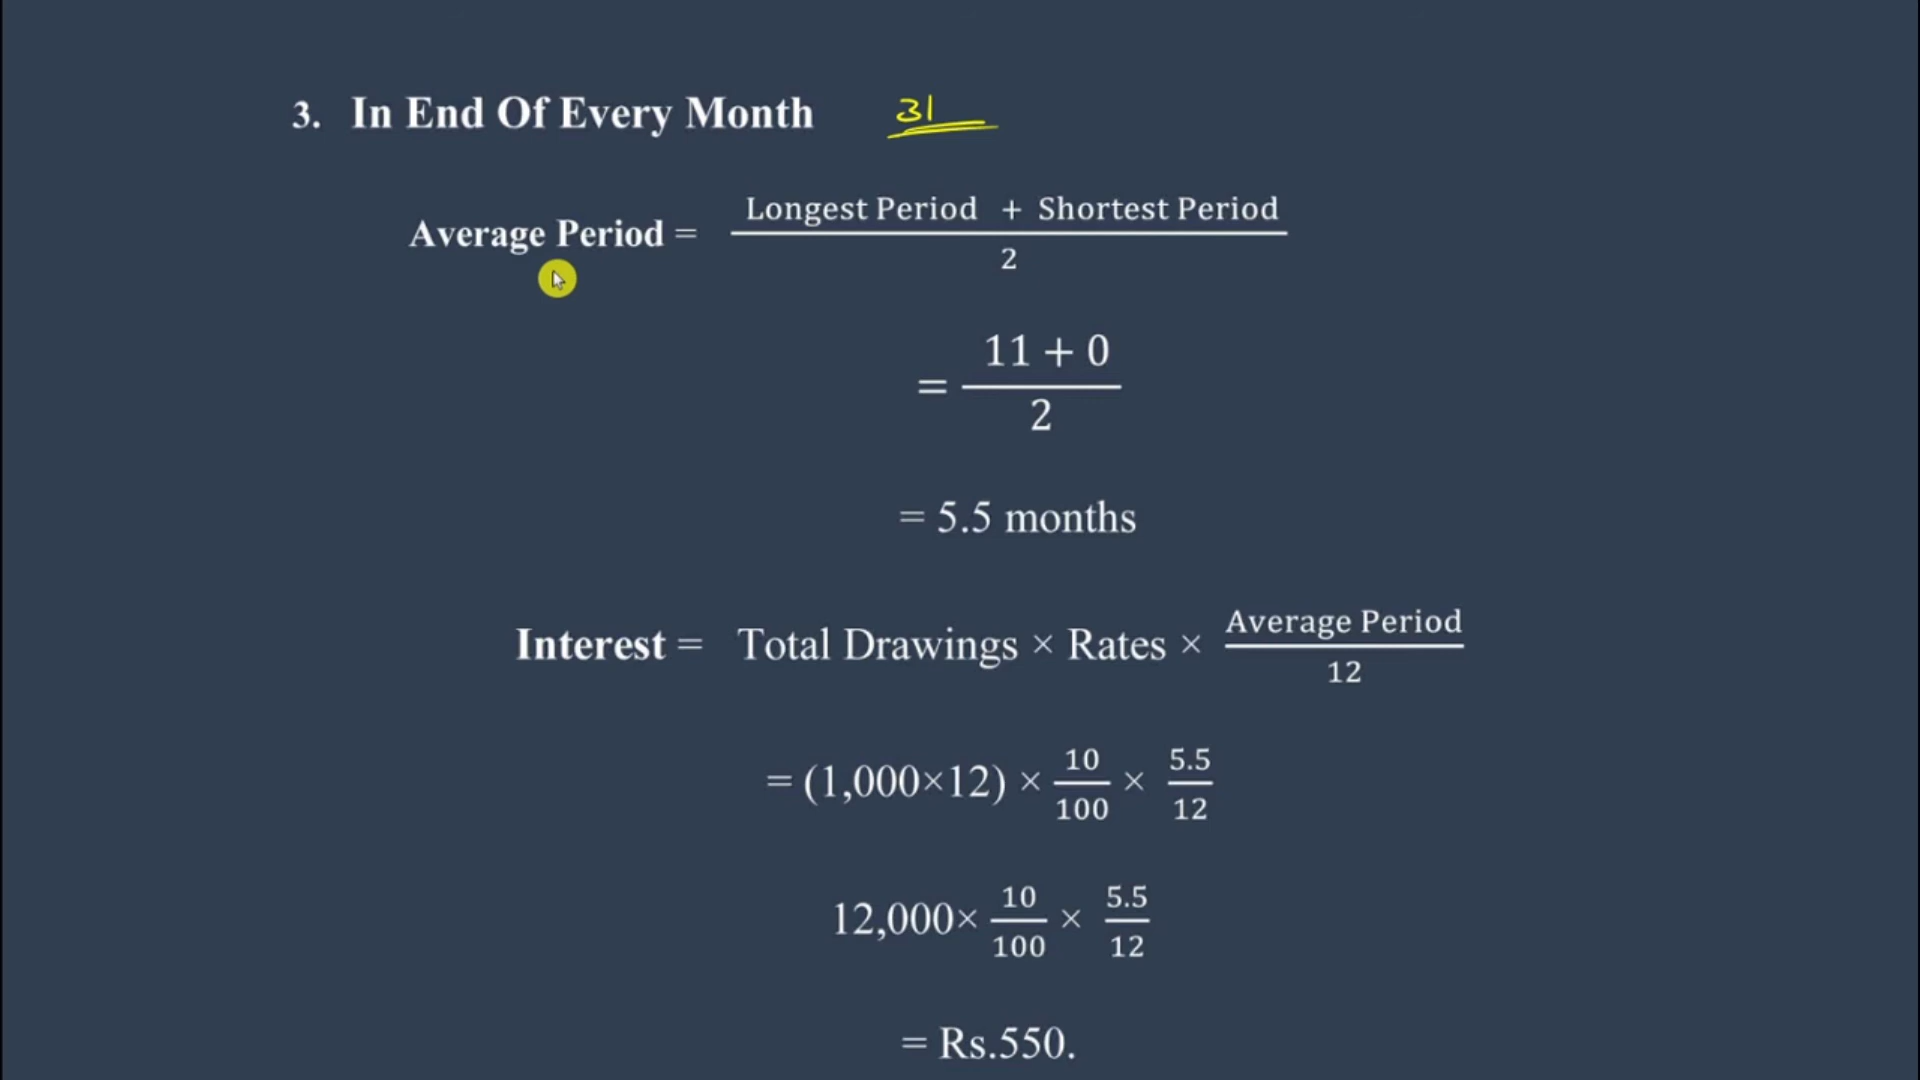 3. In End Of Every Month 31
Average Period = Longest Period + Shortest Period
2
= 11 + 0
2
= 5.5 months
Interest = Total Drawings × Rates × Average Period
12
= (1,000×12) × 10/100 × 5.5/12
12,000× 10/100 × 5.5/12
= Rs.550.